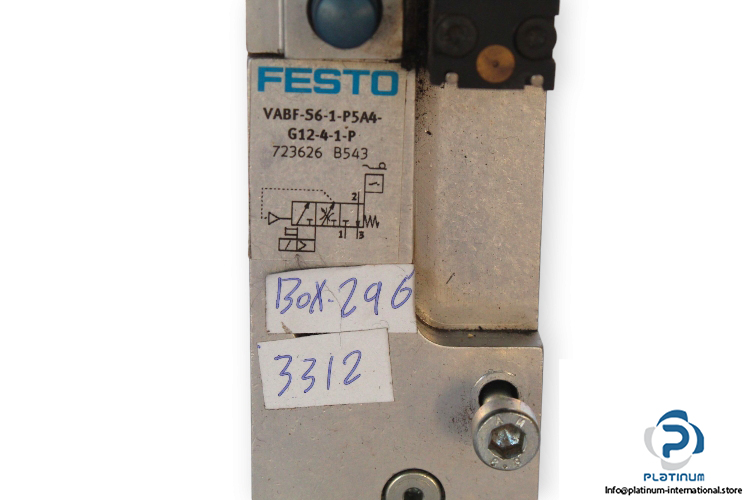 FESTO
VABF-S6-1-P5A4-
G12-4-1-P
723626 B543
2
1 3
BOX-296
3312
PLATINUM
Info@platinum-international.store